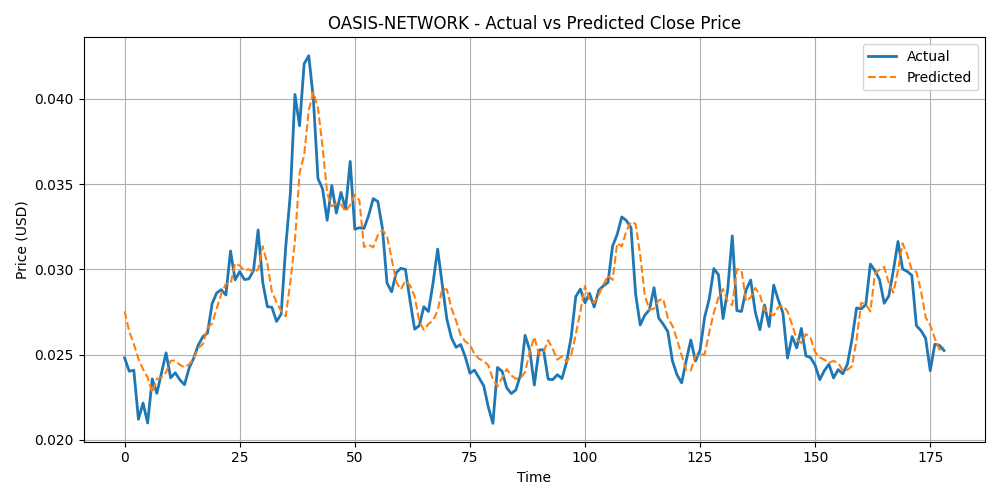 OASIS-NETWORK - Actual vs Predicted Close Price
Actual
Predicted
Price (USD)
0.040
0.035
0.030
0.025
0.020
0 25 50 75 100 125 150 175
Time